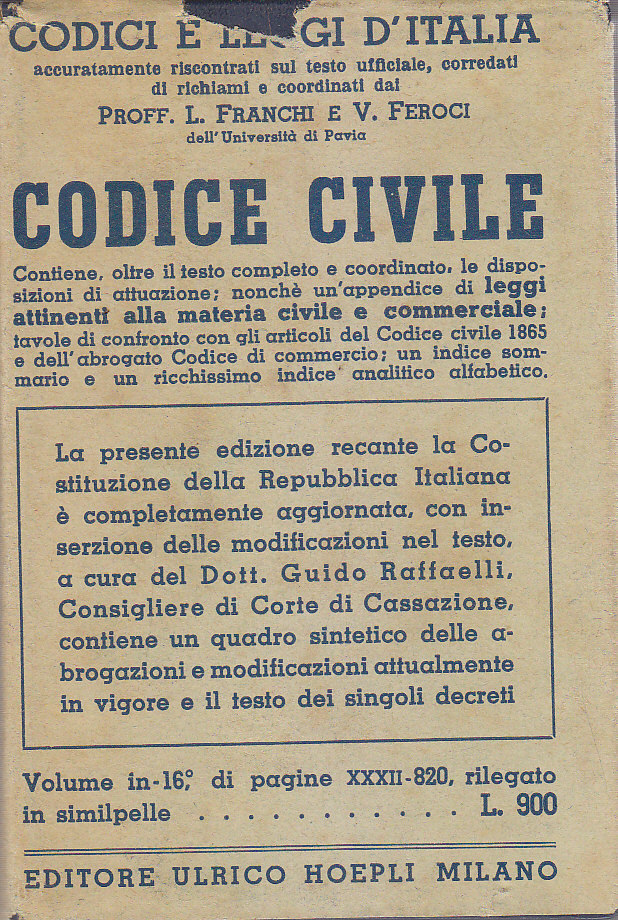 CODICI E LEGGI D'ITALIA
accuratamente riscontrati sul testo ufficiale, corredati
di richiami e coordinati dai
PROFF. L. FRANCHI E V. FEROCI
dell'Università di Pavia
CODICE CIVILE
Contiene, oltre il testo completo e coordinato, le dispo-
sizioni di attuazione; nonchè un'appendice di leggi
attinenti alla materia civile e commerciale;
tavole di confronto con gli articoli del Codice civile 1865
e dell'abrogato Codice di commercio; un indice som-
mario e un ricchissimo indice analitico alfabetico.
La presente edizione recante la Co-
stituzione della Repubblica Italiana
è completamente aggiornata, con in-
serzione delle modificazioni nel testo,
a cura del Dott. Guido Raffaelli,
Consigliere di Corte di Cassazione,
contiene un quadro sintetico delle a-
brogazioni e modificazioni attualmente
in vigore e il testo dei singoli decreti
Volume in-16.° di pagine XXXII-820, rilegato
in similpelle . . . . . . . . . . . . L. 900
EDITORE ULRICO HOEPLI MILANO